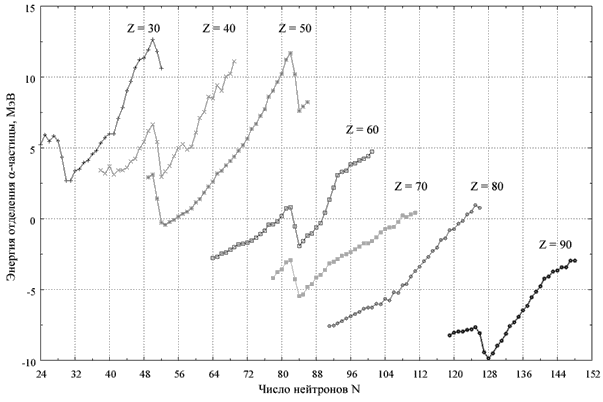 15
Z = 30
Z = 40
Z = 50
10
5
Z = 60
0
Z = 70
Z = 80
Z = 90
-5
-10
Энергия отделения α-частицы, МэВ
24 32 40 48 56 64 72 80 88 96 104 112 120 128 136 144 152
Число нейтронов N